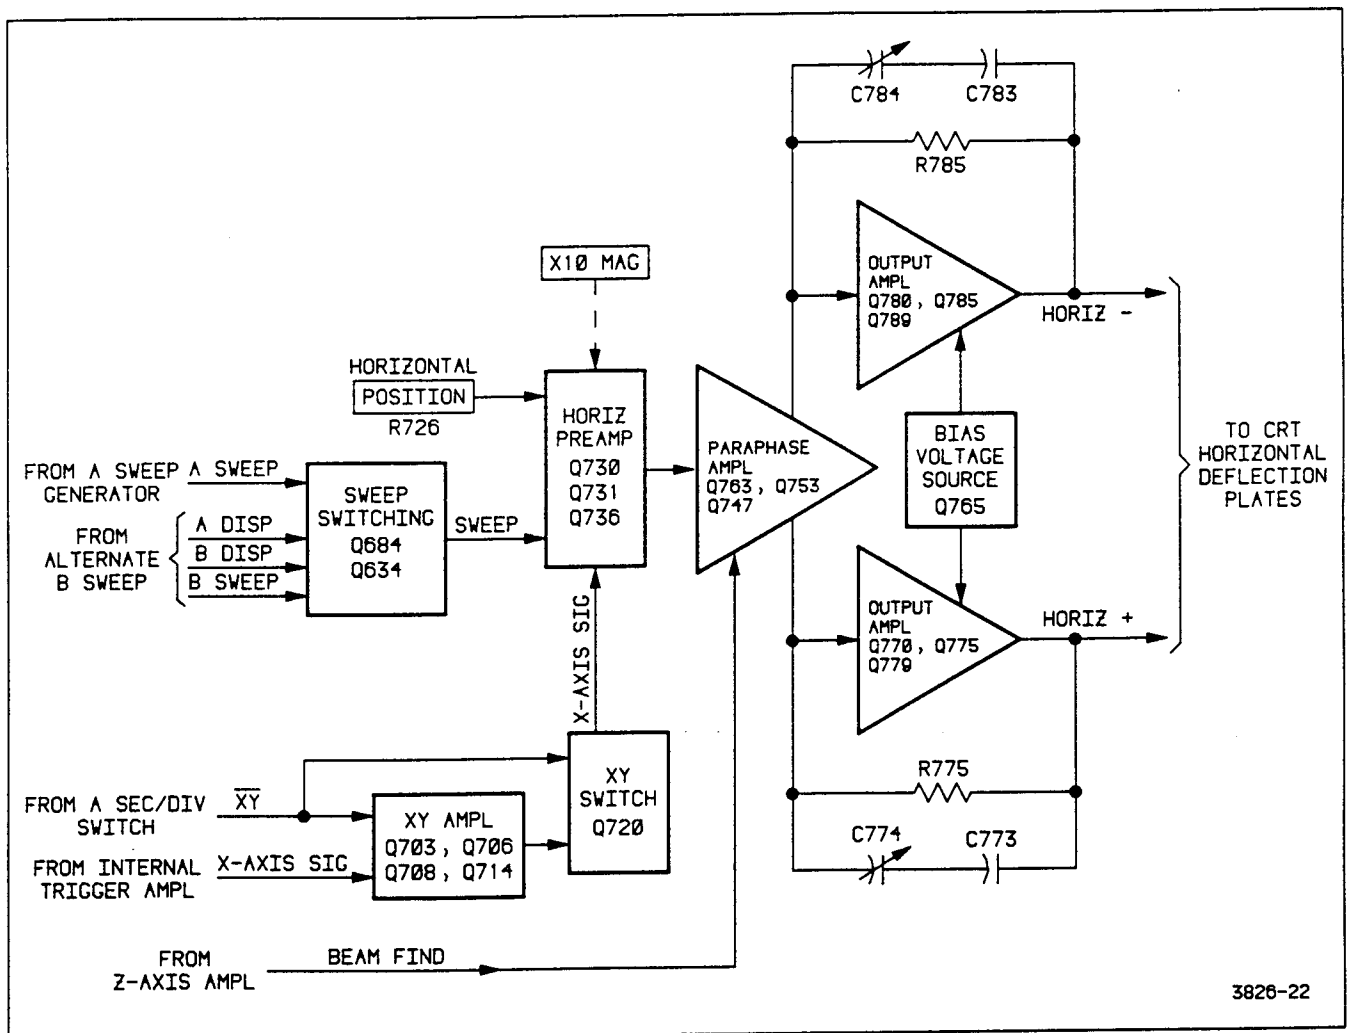 C784
C783
R785
X10 MAG
OUTPUT
AMPL
Q780, Q785
Q789
HORIZ -
HORIZONTAL
POSITION
R726
HORIZ
PREAMP
Q730
Q731
Q736
PARAPHASE
AMPL
Q763, Q753
Q747
BIAS
VOLTAGE
SOURCE
Q765
TO CRT
HORIZONTAL
DEFLECTION
PLATES
FROM A SWEEP
GENERATOR
A SWEEP
FROM
ALTERNATE
B SWEEP
A DISP
B DISP
B SWEEP
SWEEP
SWITCHING
Q684
Q634
SWEEP
OUTPUT
AMPL
Q770, Q775
Q779
HORIZ +
X-AXIS SIG
FROM A SEC/DIV
SWITCH
X̅Y̅
XY AMPL
Q703, Q706
Q708, Q714
XY
SWITCH
Q720
FROM INTERNAL
TRIGGER AMPL
X-AXIS SIG
R775
C774
C773
FROM
Z-AXIS AMPL
BEAM FIND
3826-22